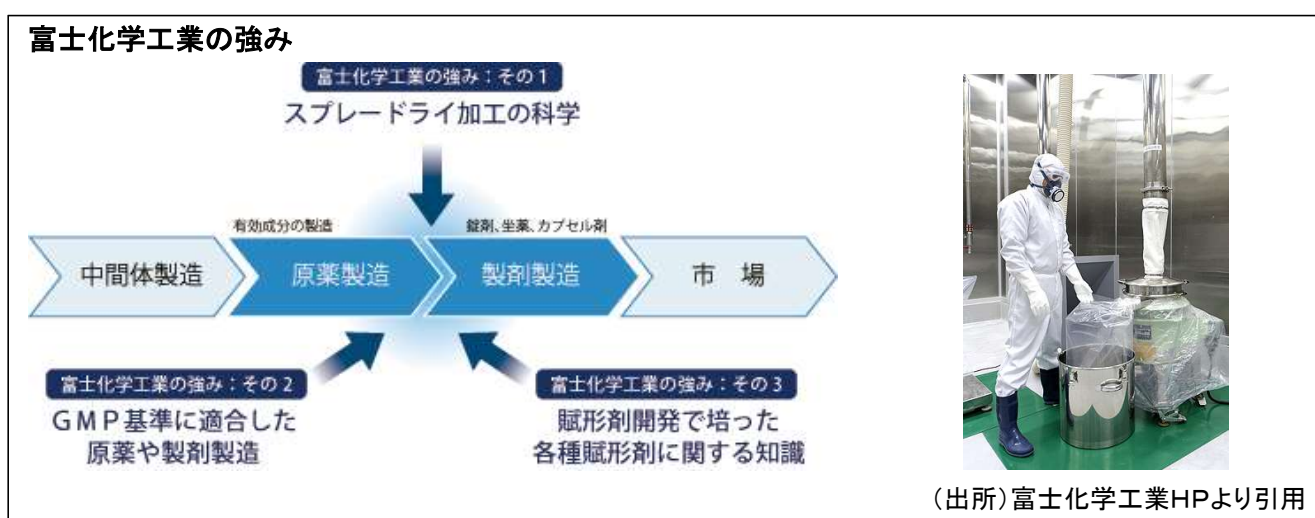 富士化学工業の強み
富士化学工業の強み：その1
スプレードライ加工の科学
有効成分の製造
錠剤、坐薬、カプセル剤
中間体製造
原薬製造
製剤製造
市　場
富士化学工業の強み：その2
GMP基準に適合した
原薬や製剤製造
富士化学工業の強み：その3
賦形剤開発で培った
各種賦形剤に関する知識
（出所）富士化学工業HPより引用